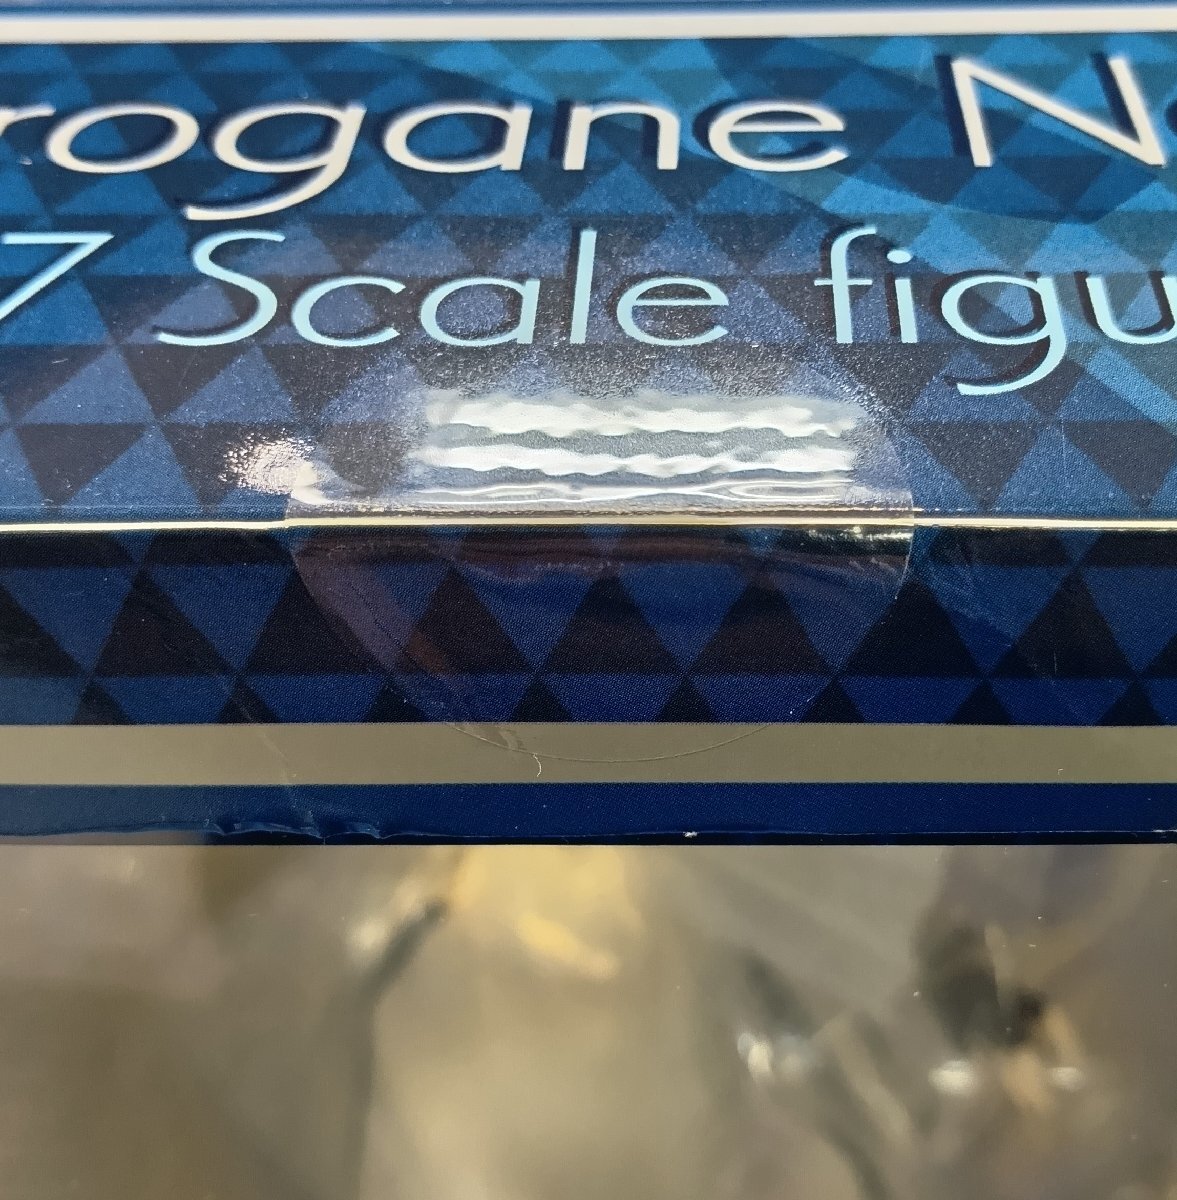 rogane N
7 Scale figu